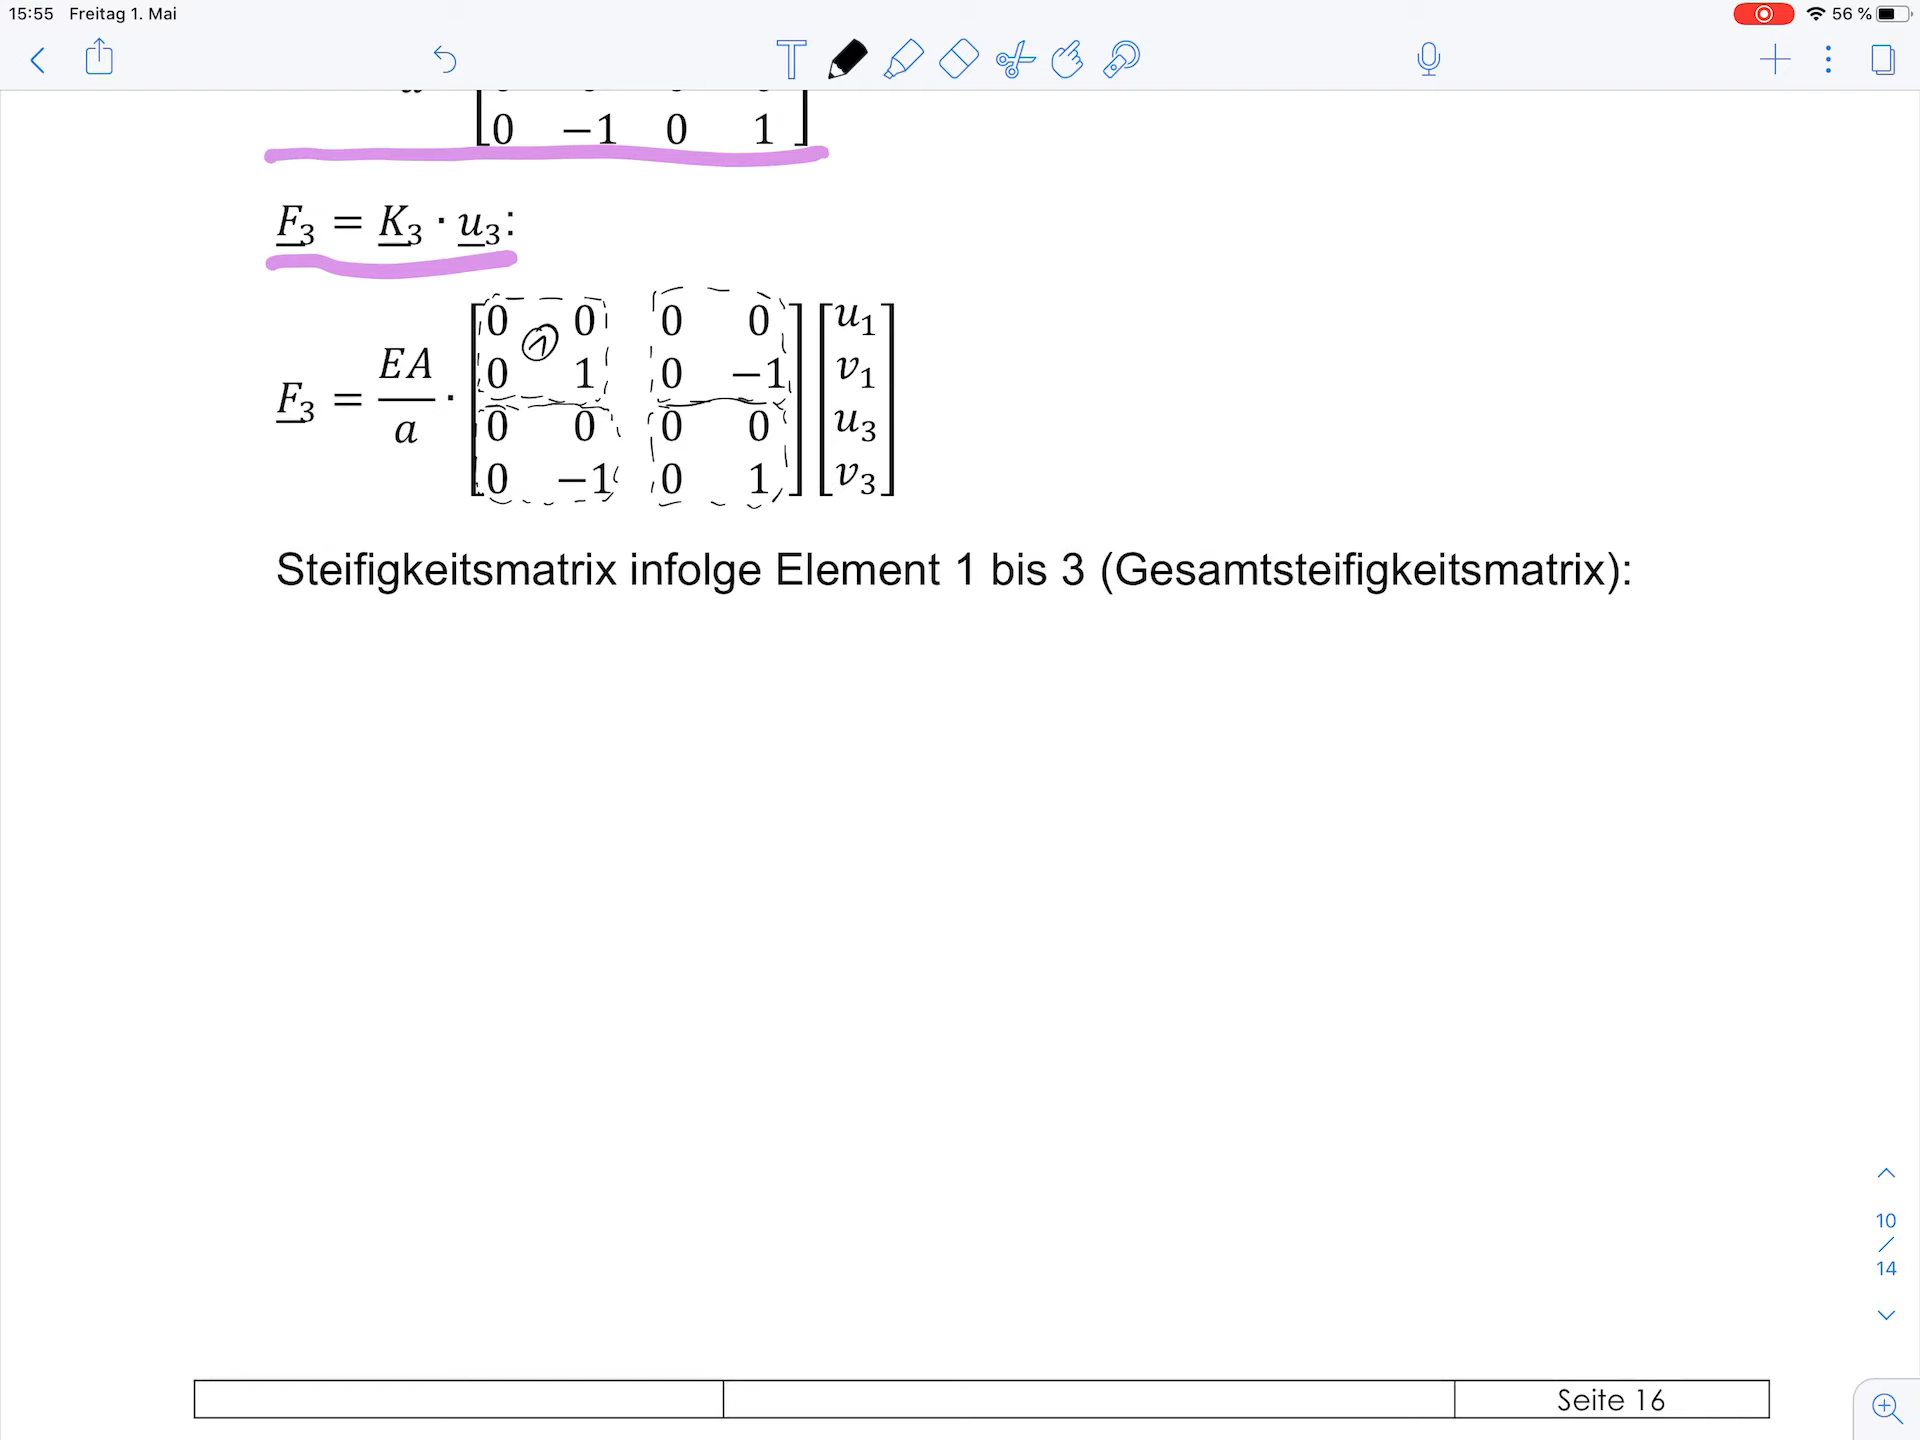 15:55 Freitag 1. Mai 56 %
T
0 −1 0 1
F3 = K3 · u3:
F3 = EA/a · [0 0 0 0] [u1]
1
[0 1 0 −1] [v1]
[0 0 0 0] [u3]
[0 −1 0 1] [v3]
Steifigkeitsmatrix infolge Element 1 bis 3 (Gesamtsteifigkeitsmatrix):
10
/
14
Seite 16